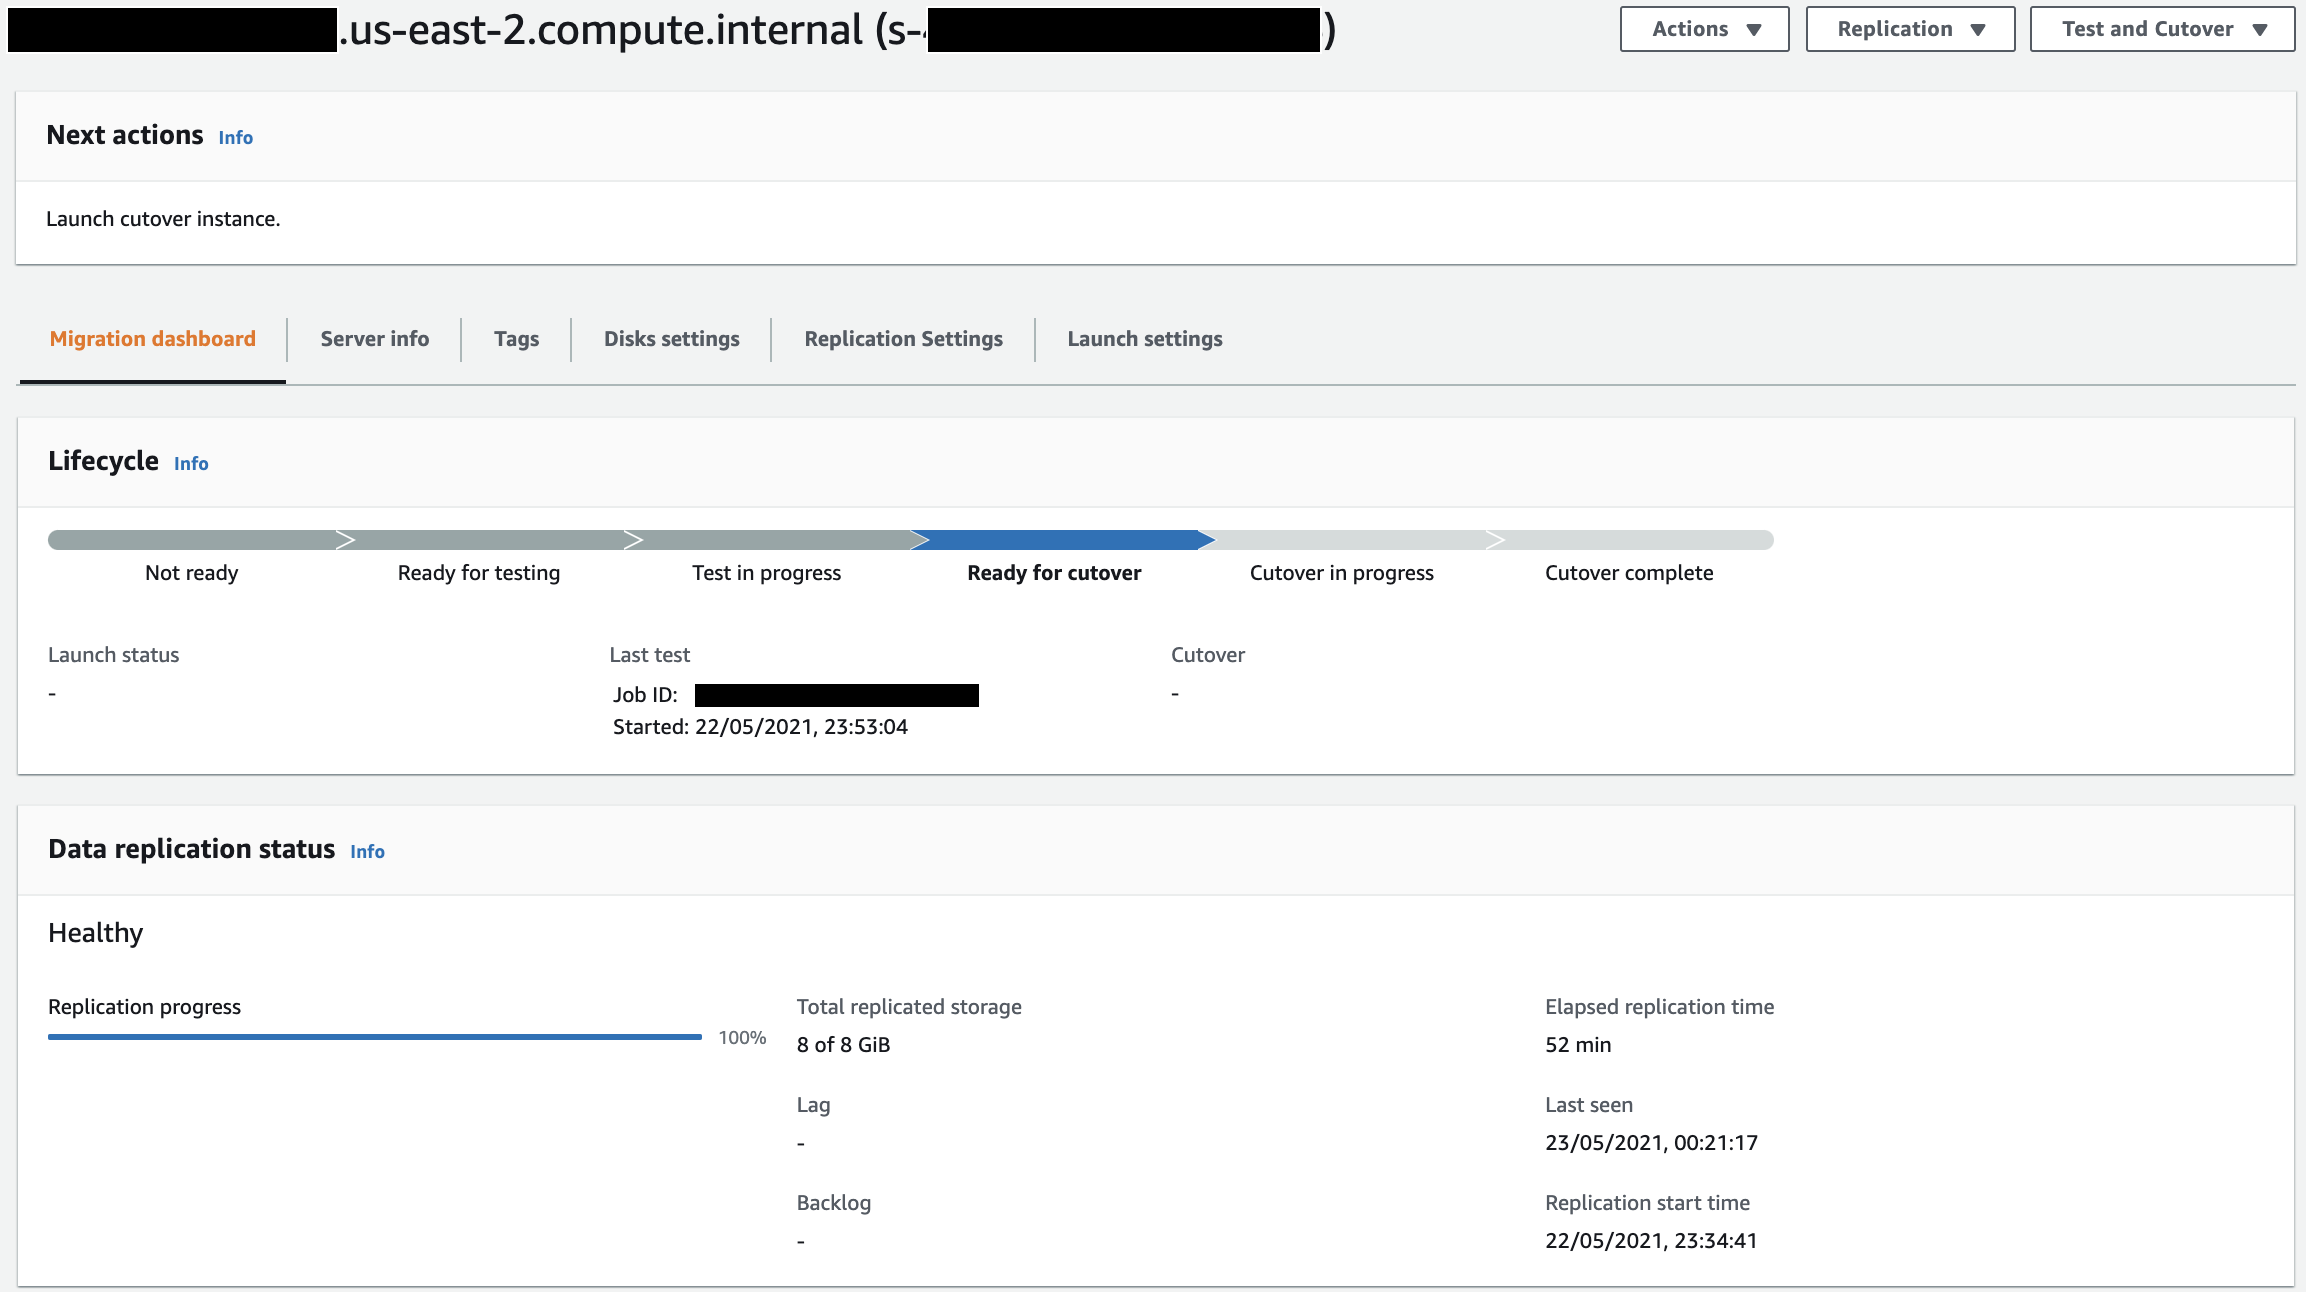 .us-east-2.compute.internal (s- )
Actions ▼ Replication ▼ Test and Cutover ▼
Next actions Info
Launch cutover instance.
Migration dashboard Server info Tags Disks settings Replication Settings Launch settings
Lifecycle Info
Not ready Ready for testing Test in progress Ready for cutover Cutover in progress Cutover complete
Launch status
-
Last test
Job ID:
Started: 22/05/2021, 23:53:04
Cutover
-
Data replication status Info
Healthy
Replication progress
100%
Total replicated storage
8 of 8 GiB
Lag
-
Backlog
-
Elapsed replication time
52 min
Last seen
23/05/2021, 00:21:17
Replication start time
22/05/2021, 23:34:41